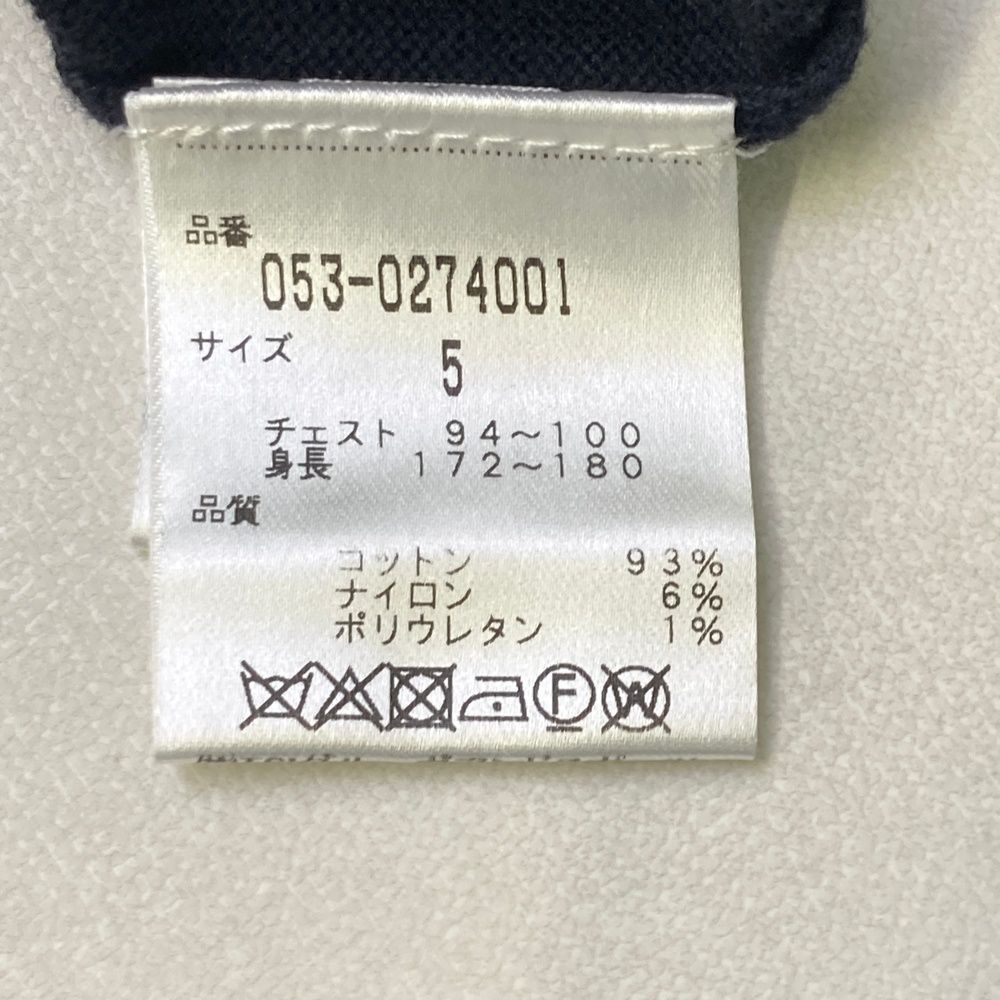 品番
053-0274001
サイズ
5
チェスト 94～100
身長 172～180
品質
コットン 93%
ナイロン 6%
ポリウレタン 1%
F W